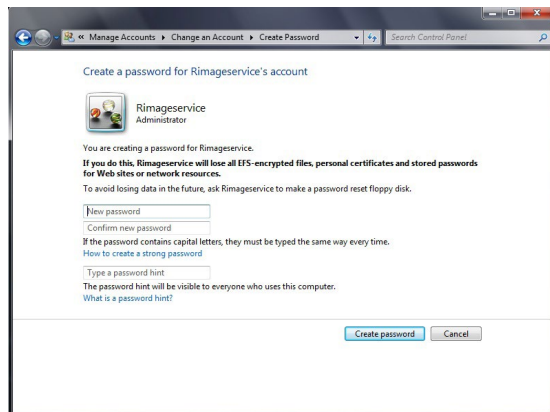 « Manage Accounts ▸ Change an Account ▸ Create Password
Search Control Panel
Create a password for Rimageservice's account
Rimageservice
Administrator
You are creating a password for Rimageservice.
If you do this, Rimageservice will lose all EFS-encrypted files, personal certificates and stored passwords
for Web sites or network resources.
To avoid losing data in the future, ask Rimageservice to make a password reset floppy disk.
New password
Confirm new password
If the password contains capital letters, they must be typed the same way every time.
How to create a strong password
Type a password hint
The password hint will be visible to everyone who uses this computer.
What is a password hint?
Create password
Cancel